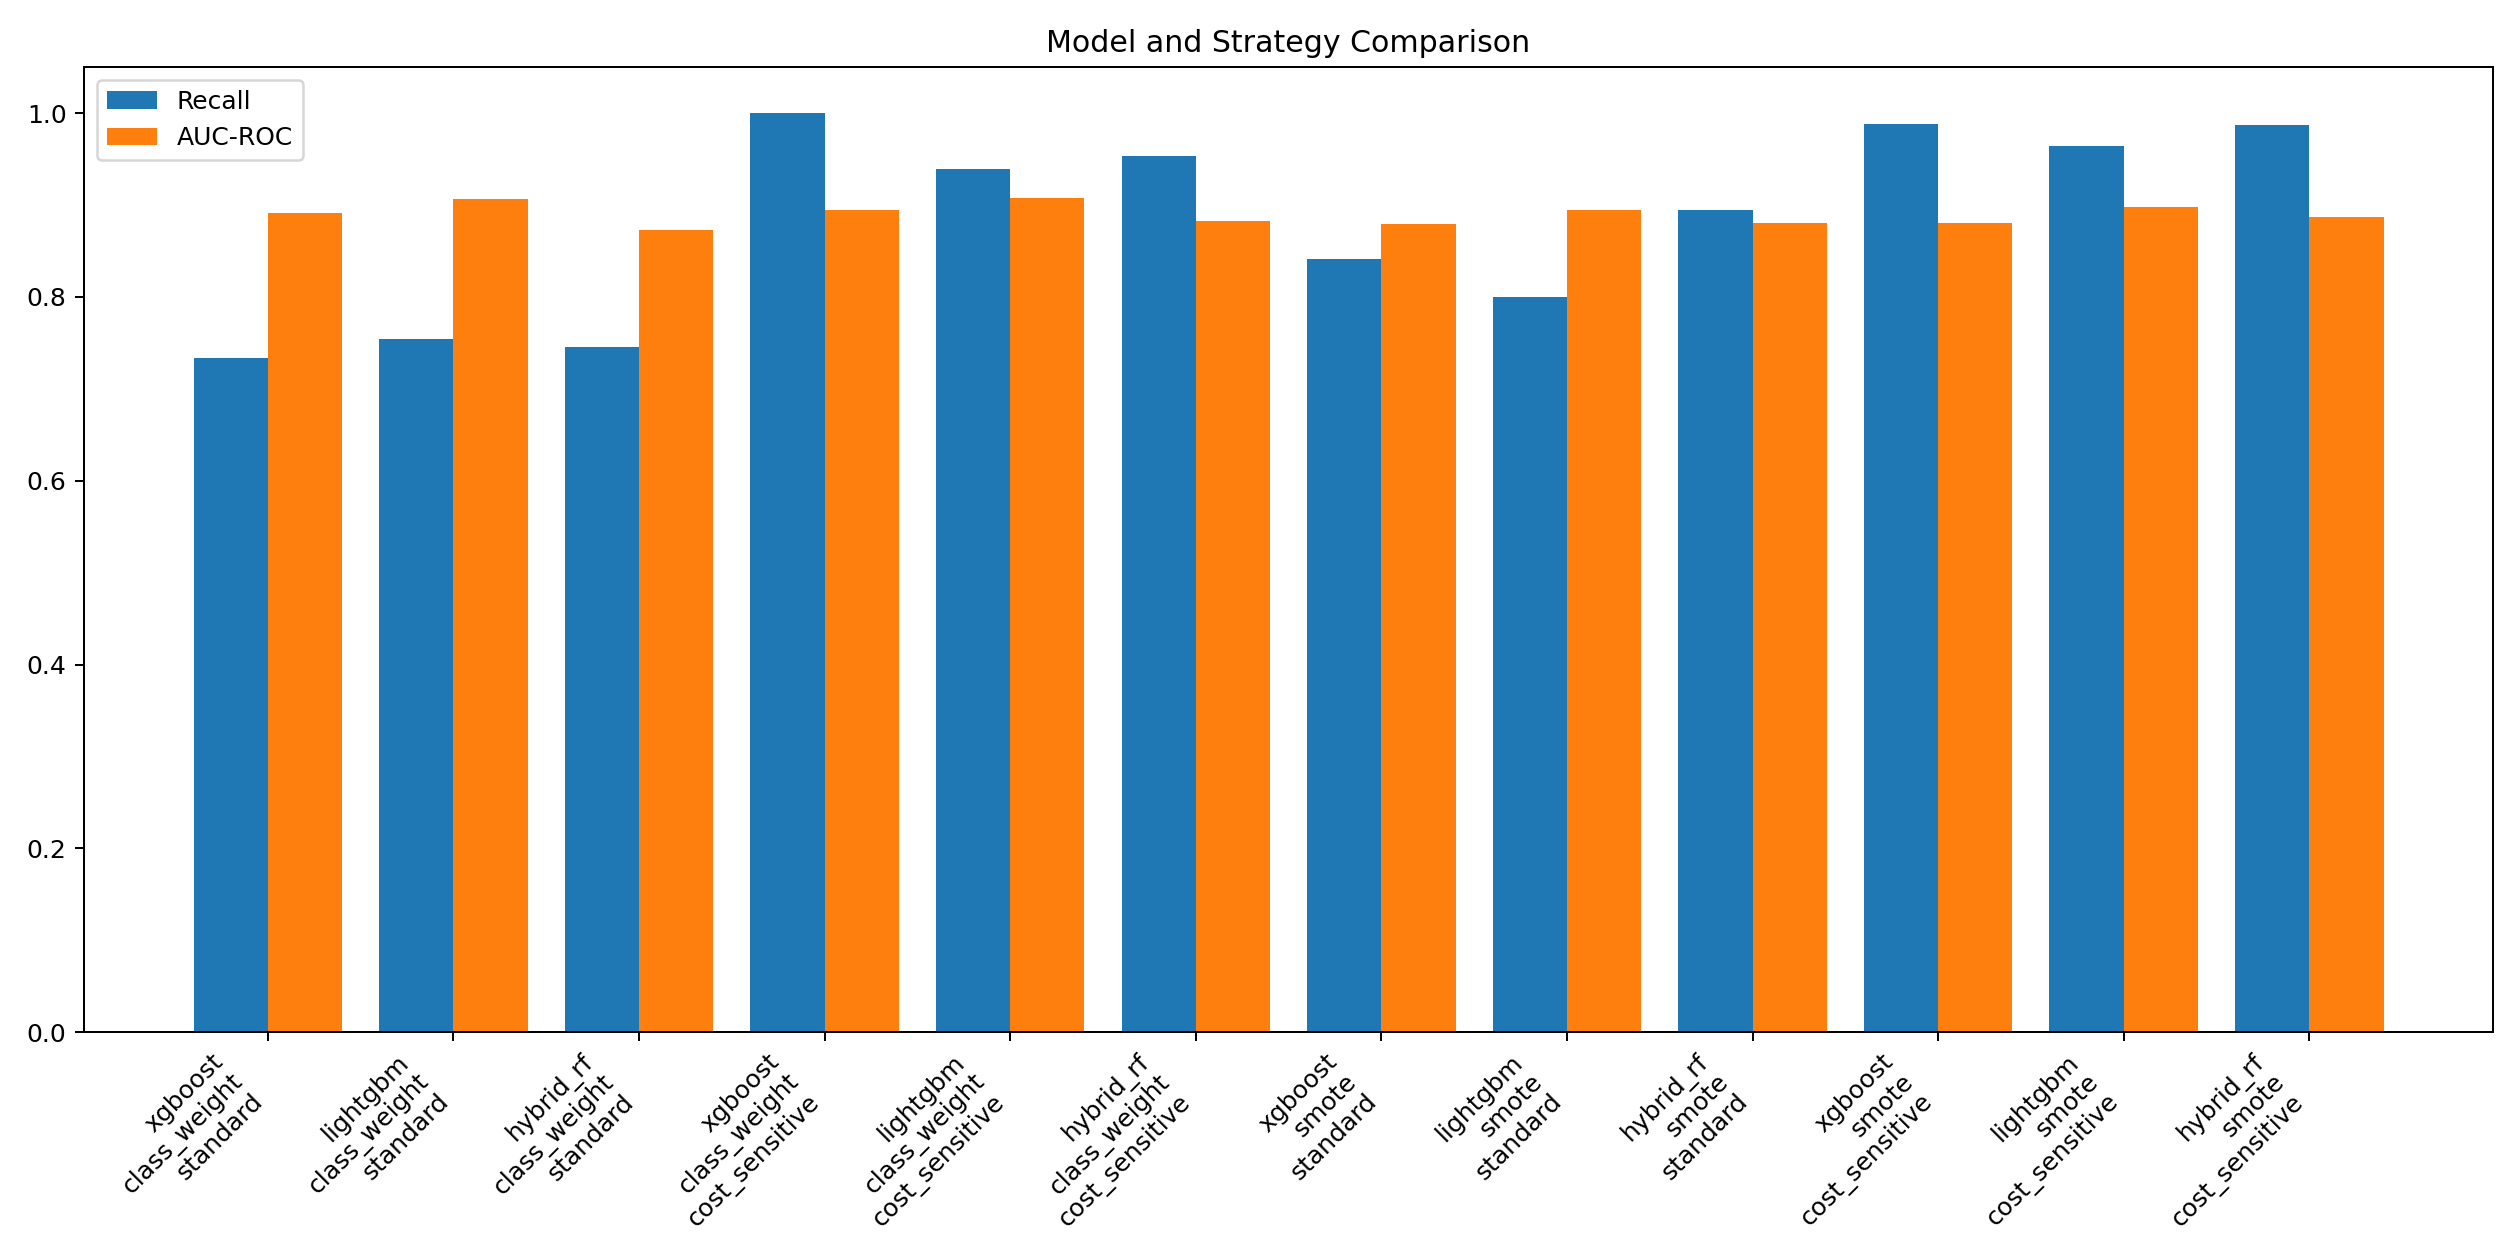 Model and Strategy Comparison
Recall
AUC-ROC
1.0
0.8
0.6
0.4
0.2
0.0
xgboost
class_weight
standard
lightgbm
class_weight
standard
hybrid_rf
class_weight
standard
xgboost
class_weight
cost_sensitive
lightgbm
class_weight
cost_sensitive
hybrid_rf
class_weight
cost_sensitive
xgboost
smote
standard
lightgbm
smote
standard
hybrid_rf
smote
standard
xgboost
smote
cost_sensitive
lightgbm
smote
cost_sensitive
hybrid_rf
smote
cost_sensitive